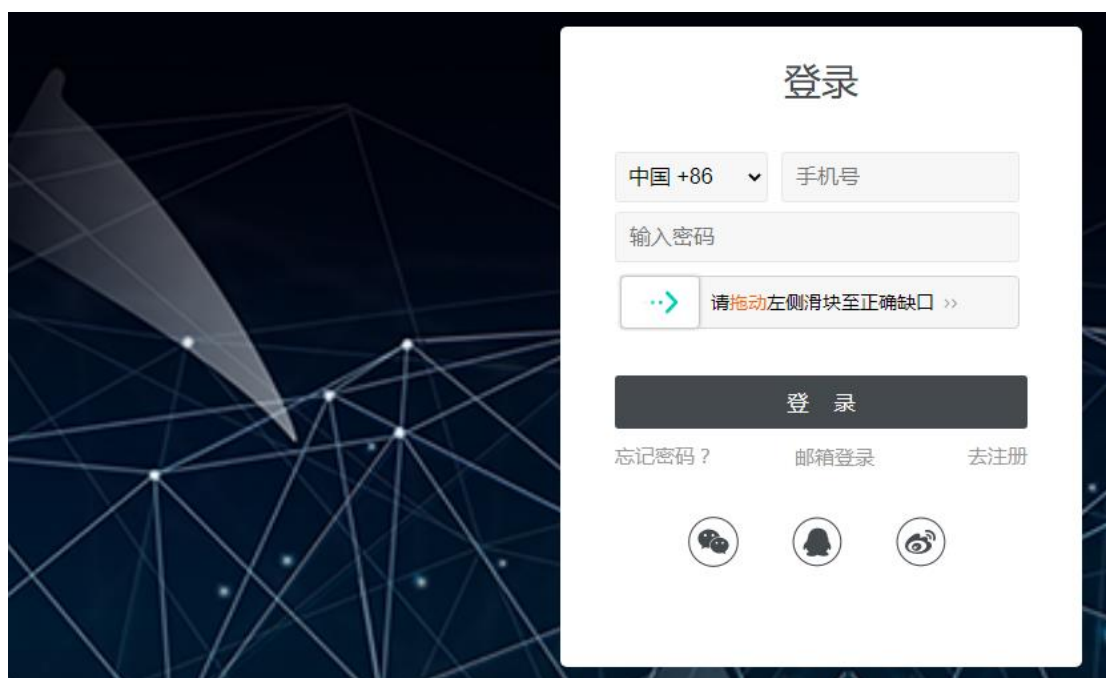 登录
中国 +86 手机号
输入密码
请拖动左侧滑块至正确缺口 >>
登 录
忘记密码？ 邮箱登录 去注册